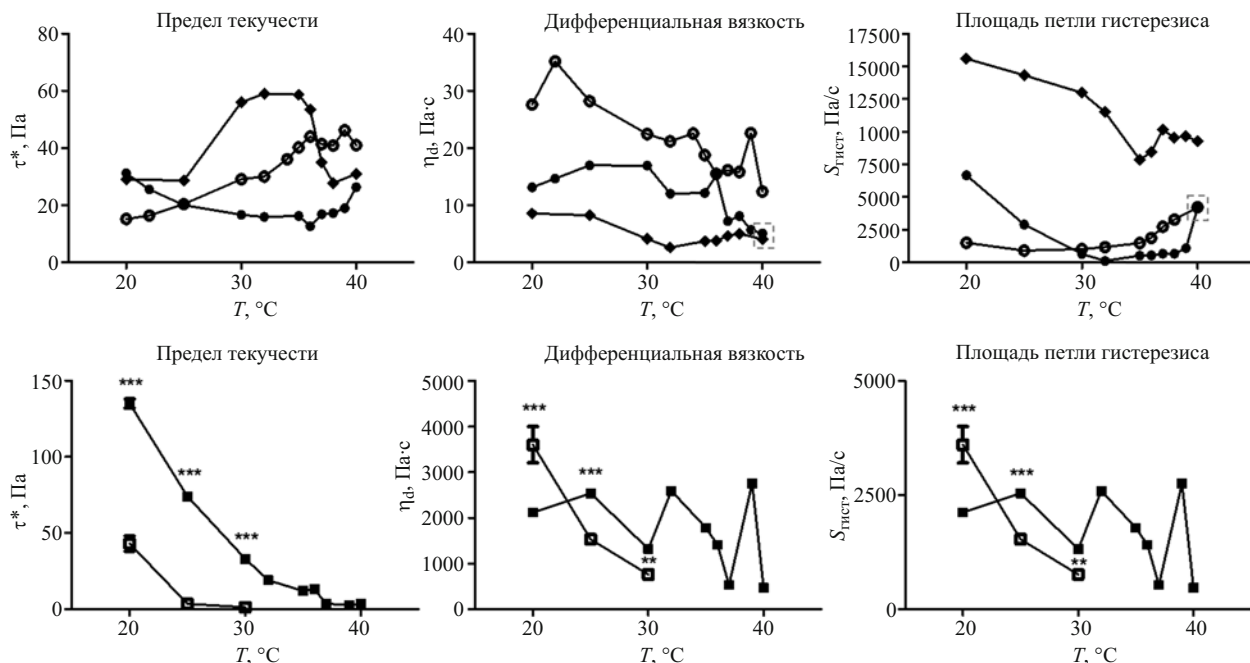 Предел текучести
τ*, Па
80
60
40
20
0
20 30 40
T, °C
Дифференциальная вязкость
ηd, Па·с
40
30
20
10
0
20 30 40
T, °C
Площадь петли гистерезиса
Sгист, Па/с
17500
15000
12500
10000
7500
5000
2500
0
20 30 40
T, °C
Предел текучести
τ*, Па
150
100
50
0
***
***
***
20 30 40
T, °C
Дифференциальная вязкость
ηd, Па·с
5000
4000
3000
2000
1000
0
***
***
**
20 30 40
T, °C
Площадь петли гистерезиса
Sгист, Па/с
5000
2500
0
***
***
**
20 30 40
T, °C